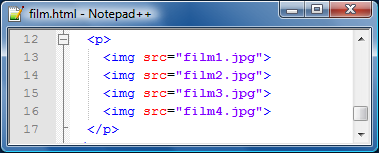 film.html - Notepad++
12 <p>
13 <img src="film1.jpg">
14 <img src="film2.jpg">
15 <img src="film3.jpg">
16 <img src="film4.jpg">
17 </p>